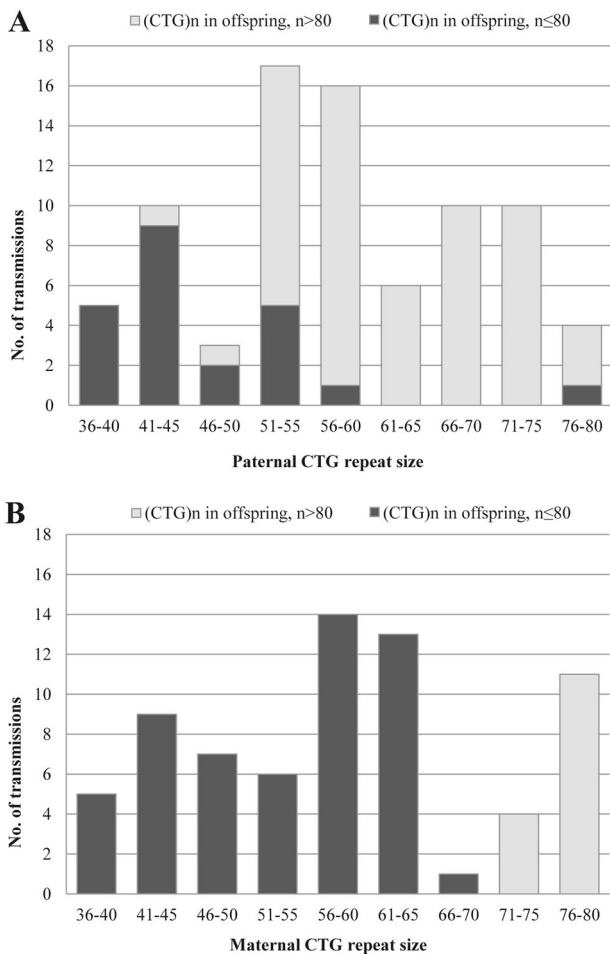 A
(CTG)n in offspring, n>80 (CTG)n in offspring, n≤80
18
16
14
12
10
8
6
4
2
0
No. of transmissions
36-40 41-45 46-50 51-55 56-60 61-65 66-70 71-75 76-80
Paternal CTG repeat size
B
(CTG)n in offspring, n>80 (CTG)n in offspring, n≤80
18
16
14
12
10
8
6
4
2
0
No. of transmissions
36-40 41-45 46-50 51-55 56-60 61-65 66-70 71-75 76-80
Maternal CTG repeat size